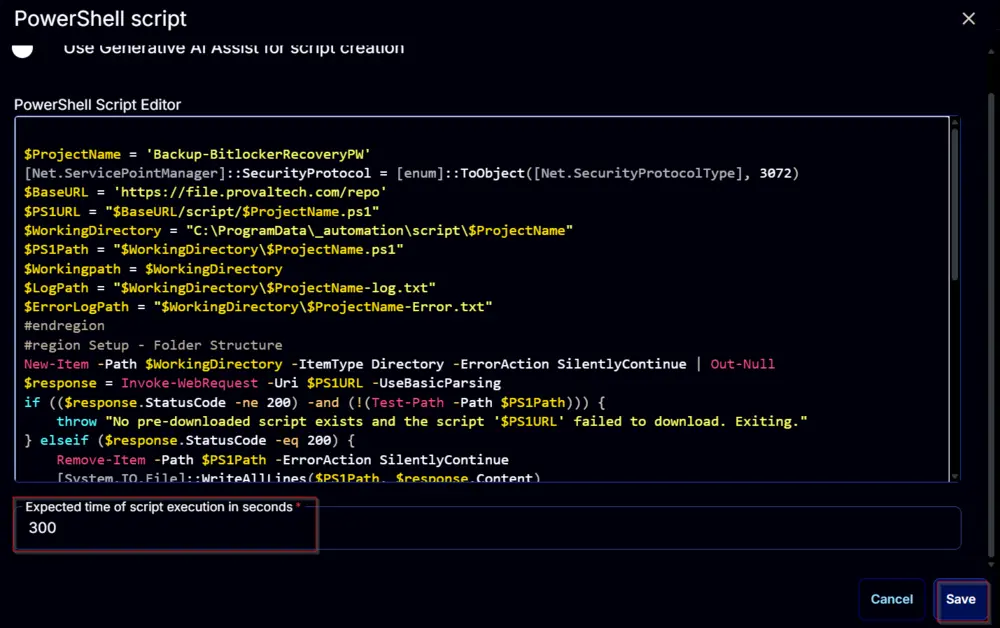 PowerShell script
Use Generative AI Assist for script creation
PowerShell Script Editor
$ProjectName = 'Backup-BitlockerRecoveryPW'
[Net.ServicePointManager]::SecurityProtocol = [enum]::ToObject([Net.SecurityProtocolType], 3072)
$BaseURL = 'https://file.provaltech.com/repo'
$PS1URL = "$BaseURL/script/$ProjectName.ps1"
$WorkingDirectory = "C:\ProgramData\_automation\script\$ProjectName"
$PS1Path = "$WorkingDirectory\$ProjectName.ps1"
$Workingpath = $WorkingDirectory
$LogPath = "$WorkingDirectory\$ProjectName-log.txt"
$ErrorLogPath = "$WorkingDirectory\$ProjectName-Error.txt"
#endregion
#region Setup - Folder Structure
New-Item -Path $WorkingDirectory -ItemType Directory -ErrorAction SilentlyContinue | Out-Null
$response = Invoke-WebRequest -Uri $PS1URL -UseBasicParsing
if (($response.StatusCode -ne 200) -and (!(Test-Path -Path $PS1Path))) {
    throw "No pre-downloaded script exists and the script '$PS1URL' failed to download. Exiting."
} elseif ($response.StatusCode -eq 200) {
    Remove-Item -Path $PS1Path -ErrorAction SilentlyContinue
    [System.IO.File]::WriteAllLines($PS1Path, $response.Content)
Expected time of script execution in seconds *
300
Cancel Save